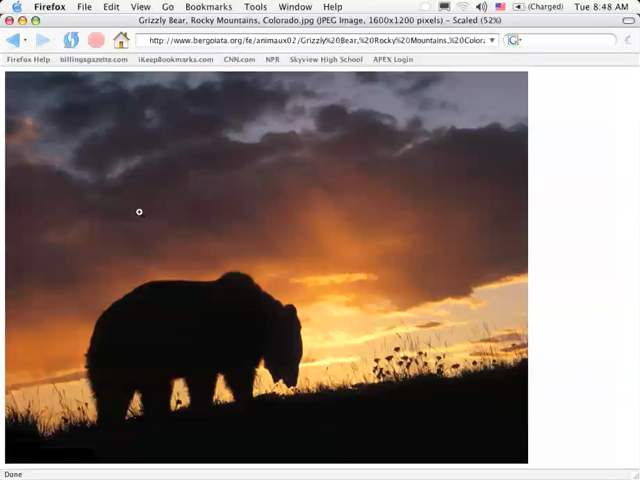 Firefox File Edit View Go Bookmarks Tools Window Help (Charged) Tue 8:48 AM
Grizzly Bear, Rocky Mountains, Colorado.jpg (JPEG Image, 1600x1200 pixels) - Scaled (52%)
http://www.bergoiata.org/fe/animaux02/Grizzly%20Bear,%20Rocky%20Mountains,%20Colora
Firefox Help billingsgazette.com iKeepBookmarks.com CNN.com NPR Skyview High School APEX Login
Done